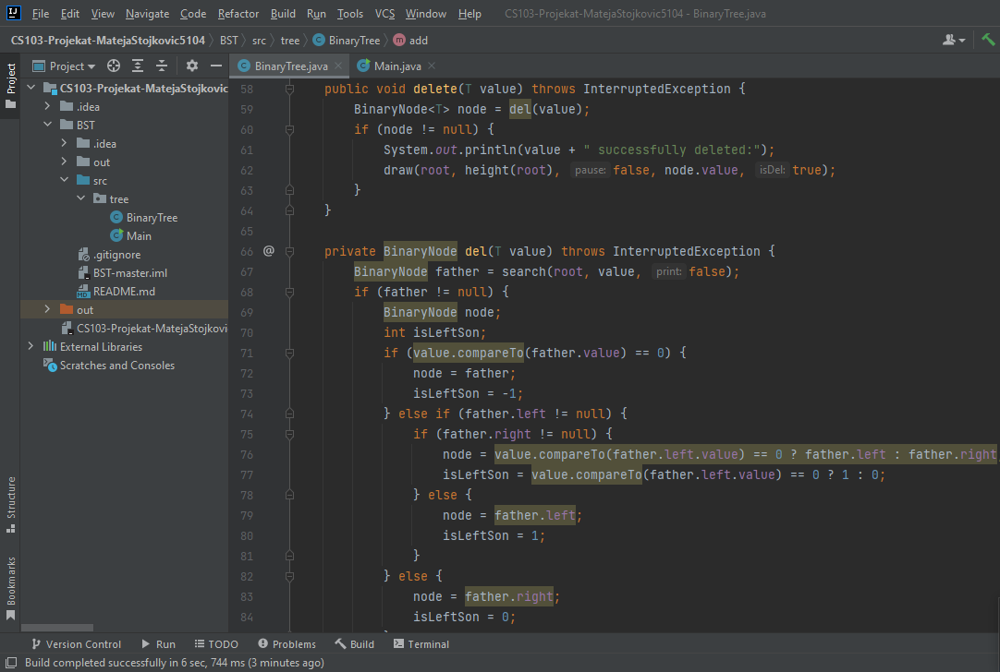 File Edit View Navigate Code Refactor Build Run Tools VCS Window Help CS103-Projekat-MatejaStojkovic5104 - BinaryTree.java
CS103-Projekat-MatejaStojkovic5104 BST src tree BinaryTree add
Project
Project
BinaryTree.java Main.java
CS103-Projekat-MatejaStojkovic
.idea
BST
.idea
out
src
tree
BinaryTree
Main
.gitignore
BST-master.iml
README.md
out
CS103-Projekat-MatejaStojkovi
External Libraries
Scratches and Consoles
Structure
Bookmarks
58 public void delete(T value) throws InterruptedException {
59 BinaryNode<T> node = del(value);
60 if (node != null) {
61 System.out.println(value + " successfully deleted:");
62 draw(root, height(root), pause: false, node.value, isDel: true);
63 }
64 }
65
66 @ private BinaryNode del(T value) throws InterruptedException {
67 BinaryNode father = search(root, value, print: false);
68 if (father != null) {
69 BinaryNode node;
70 int isLeftSon;
71 if (value.compareTo(father.value) == 0) {
72 node = father;
73 isLeftSon = -1;
74 } else if (father.left != null) {
75 if (father.right != null) {
76 node = value.compareTo(father.left.value) == 0 ? father.left : father.right
77 isLeftSon = value.compareTo(father.left.value) == 0 ? 1 : 0;
78 } else {
79 node = father.left;
80 isLeftSon = 1;
81 }
82 } else {
83 node = father.right;
84 isLeftSon = 0;
Version Control Run TODO Problems Build Terminal
Build completed successfully in 6 sec, 744 ms (3 minutes ago)